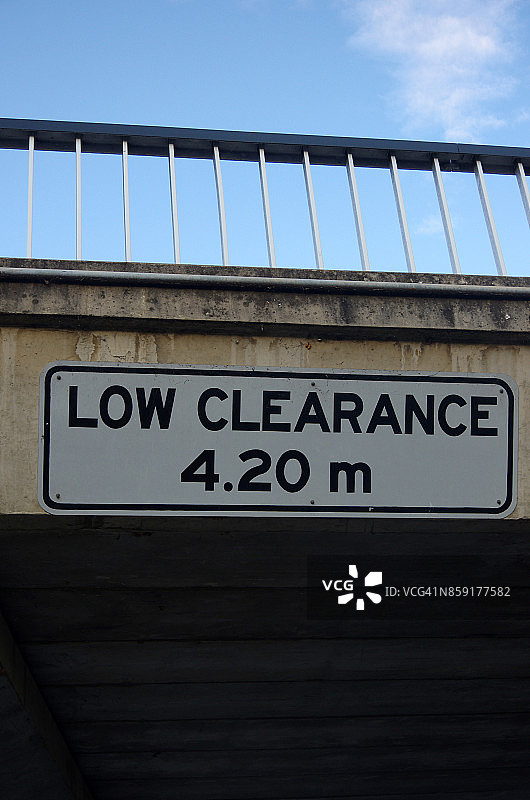 LOW CLEARANCE
4.20 m
VCG
ID:VCG41N859177582